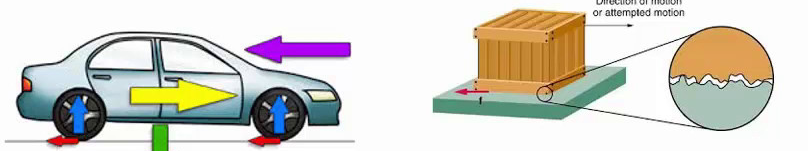 Direction of motion
or attempted motion
f